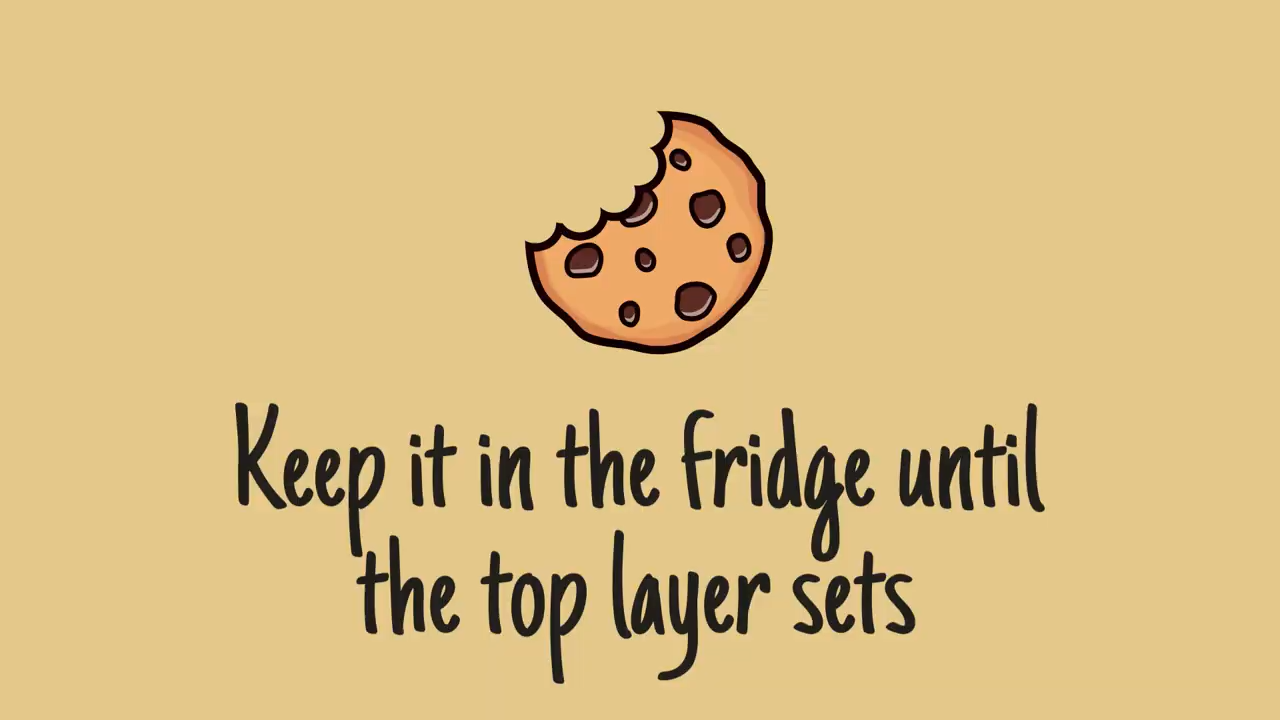 Keep it in the fridge until
the top layer sets